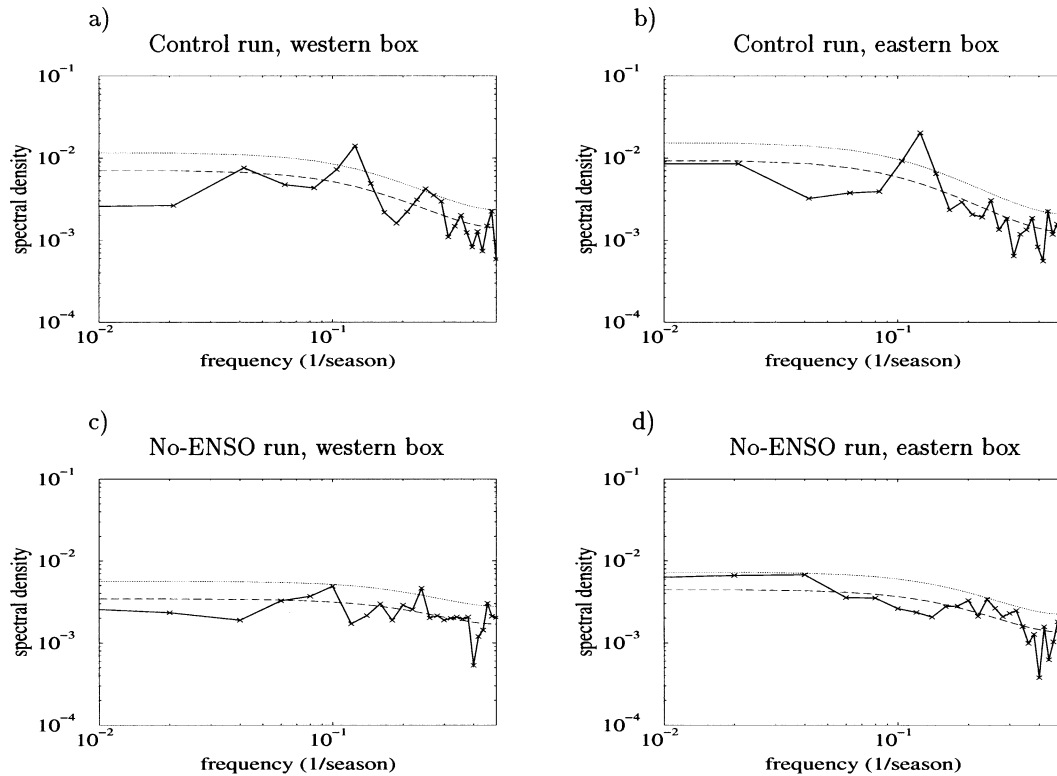 a)
Control run, western box
10⁻¹
10⁻²
10⁻³
10⁻⁴
spectral density
10⁻²
10⁻¹
frequency (1/season)
b)
Control run, eastern box
10⁻¹
10⁻²
10⁻³
10⁻⁴
spectral density
10⁻²
10⁻¹
frequency (1/season)
c)
No-ENSO run, western box
10⁻¹
10⁻²
10⁻³
10⁻⁴
spectral density
10⁻²
10⁻¹
frequency (1/season)
d)
No-ENSO run, eastern box
10⁻¹
10⁻²
10⁻³
10⁻⁴
spectral density
10⁻²
10⁻¹
frequency (1/season)